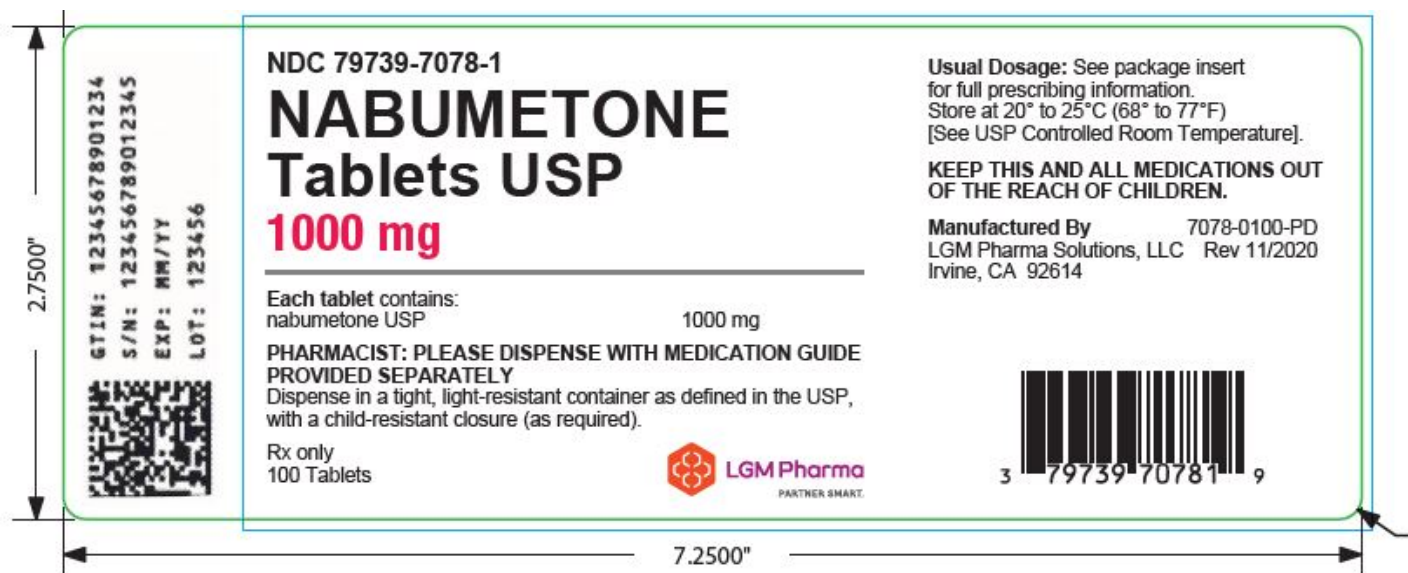 2.7500"
GTIN: 12345678901234
S/N: 123456789012345
EXP: MM/YY
LOT: 123456
NDC 79739-7078-1
NABUMETONE
Tablets USP
1000 mg
Each tablet contains:
nabumetone USP 1000 mg
PHARMACIST: PLEASE DISPENSE WITH MEDICATION GUIDE
PROVIDED SEPARATELY
Dispense in a tight, light-resistant container as defined in the USP,
with a child-resistant closure (as required).
Rx only
100 Tablets
LGM Pharma
PARTNER SMART.
Usual Dosage: See package insert
for full prescribing information.
Store at 20° to 25°C (68° to 77°F)
[See USP Controlled Room Temperature].
KEEP THIS AND ALL MEDICATIONS OUT
OF THE REACH OF CHILDREN.
Manufactured By 7078-0100-PD
LGM Pharma Solutions, LLC Rev 11/2020
Irvine, CA 92614
3 79739 70781 9
7.2500"